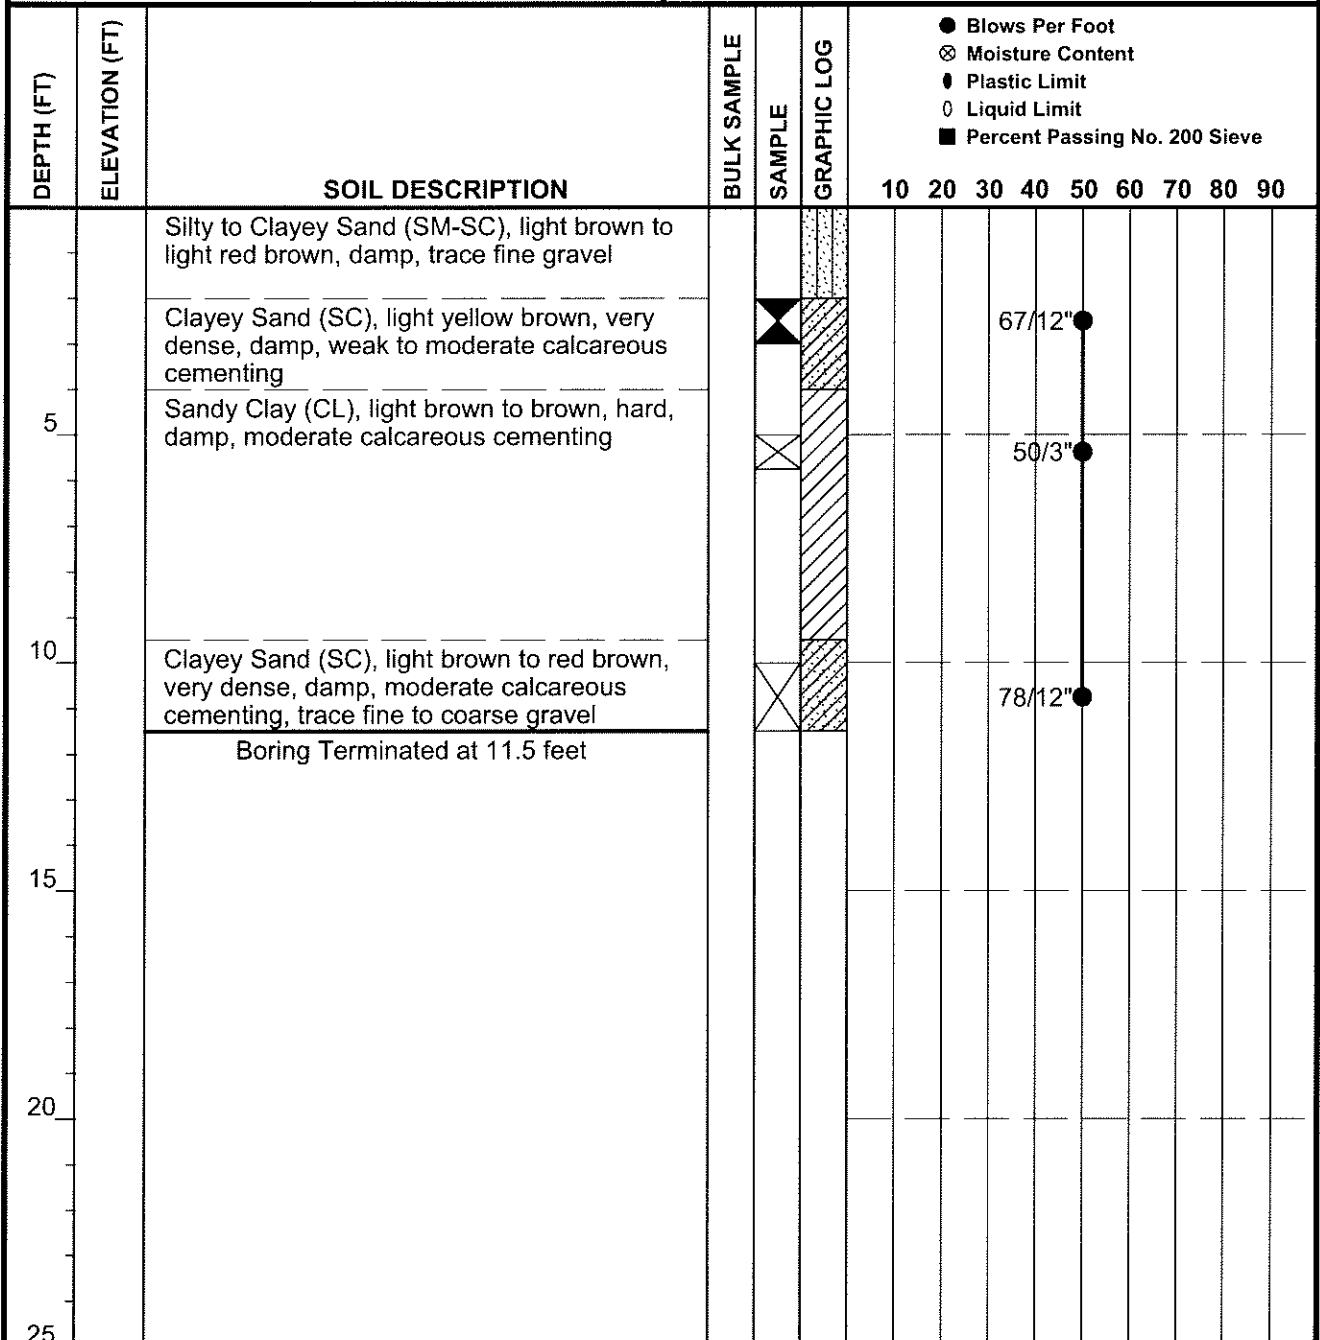 DEPTH (FT)
ELEVATION (FT)
SOIL DESCRIPTION
BULK SAMPLE
SAMPLE
GRAPHIC LOG
Blows Per Foot
Moisture Content
Plastic Limit
Liquid Limit
Percent Passing No. 200 Sieve
10 20 30 40 50 60 70 80 90
Silty to Clayey Sand (SM-SC), light brown to
light red brown, damp, trace fine gravel
Clayey Sand (SC), light yellow brown, very
dense, damp, weak to moderate calcareous
cementing
67/12"
5
Sandy Clay (CL), light brown to brown, hard,
damp, moderate calcareous cementing
50/3"
10
Clayey Sand (SC), light brown to red brown,
very dense, damp, moderate calcareous
cementing, trace fine to coarse gravel
78/12"
Boring Terminated at 11.5 feet
15
20
25